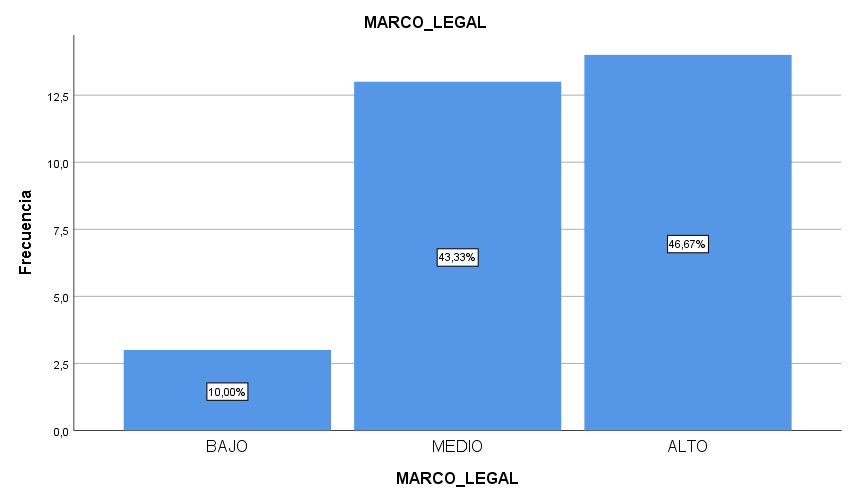 MARCO_LEGAL
Frecuencia
12,5
10,0
7,5
5,0
2,5
0,0
10,00%
43,33%
46,67%
BAJO
MEDIO
ALTO
MARCO_LEGAL